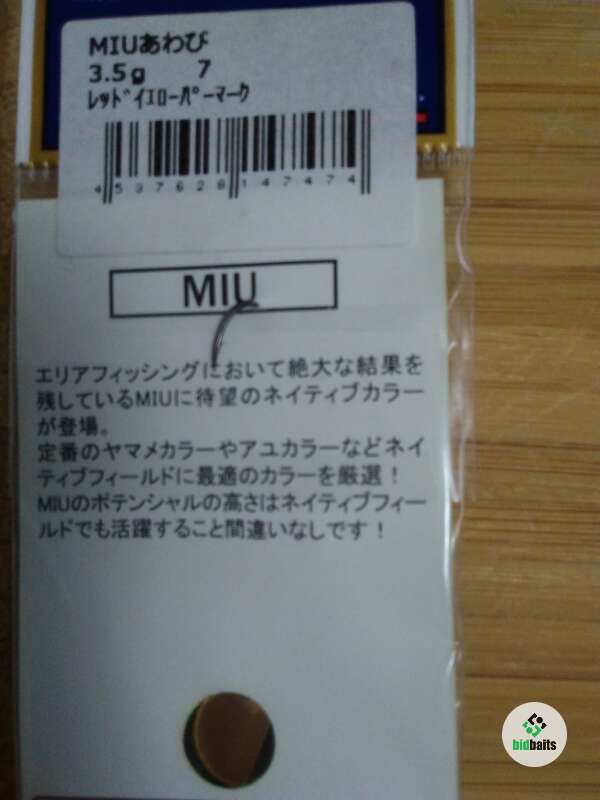 MIUあわび
3.5g 7
ﾚｯﾄﾞｲｴﾛｰﾊﾟｰﾏｰｸ
4 537628 147474
MIU
エリアフィッシングにおいて絶大な結果を
残しているMIUに待望のネイティブカラー
が登場。
定番のヤマメカラーやアユカラーなどネイ
ティブフィールドに最適のカラーを厳選！
MIUのポテンシャルの高さはネイティブフィー
ルドでも活躍すること間違いなしです！
bidbaits